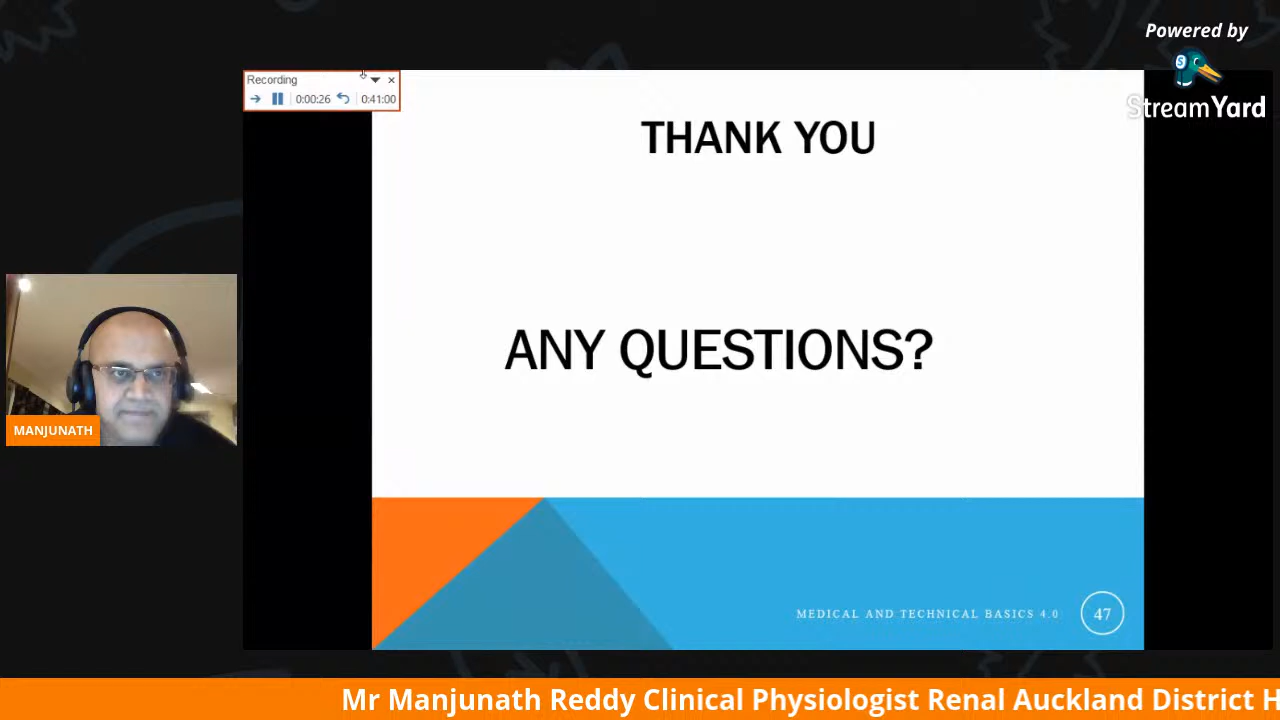 Powered by
StreamYard
Recording
0:00:26
0:41:00
THANK YOU
ANY QUESTIONS?
MANJUNATH
MEDICAL AND TECHNICAL BASICS 4.0
47
Mr Manjunath Reddy Clinical Physiologist Renal Auckland District H